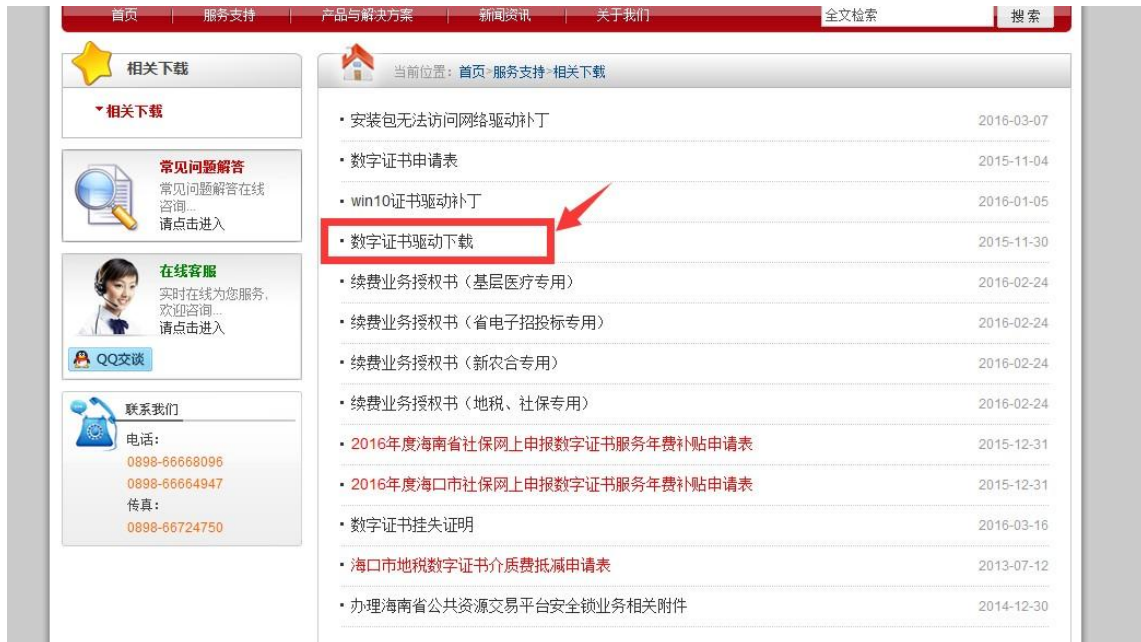 首页 服务支持 产品与解决方案 新闻资讯 关于我们 全文检索 搜索
相关下载
相关下载
常见问题解答
常见问题解答在线
咨询...
请点击进入
在线客服
实时在线为您服务,
欢迎咨询...
请点击进入
QQ交谈
联系我们
电话:
0898-66668096
0898-66664947
传真:
0898-66724750
当前位置: 首页>服务支持>相关下载
·安装包无法访问网络驱动补丁 2016-03-07
·数字证书申请表 2015-11-04
·win10证书驱动补丁 2016-01-05
·数字证书驱动下载 2015-11-30
·续费业务授权书（基层医疗专用） 2016-02-24
·续费业务授权书（省电子招投标专用） 2016-02-24
·续费业务授权书（新农合专用） 2016-02-24
·续费业务授权书（地税、社保专用） 2016-02-24
·2016年度海南省社保网上申报数字证书服务年费补贴申请表 2015-12-31
·2016年度海口市社保网上申报数字证书服务年费补贴申请表 2015-12-31
·数字证书挂失证明 2016-03-16
·海口市地税数字证书介质费抵减申请表 2013-07-12
·办理海南省公共资源交易平台安全锁业务相关附件 2014-12-30